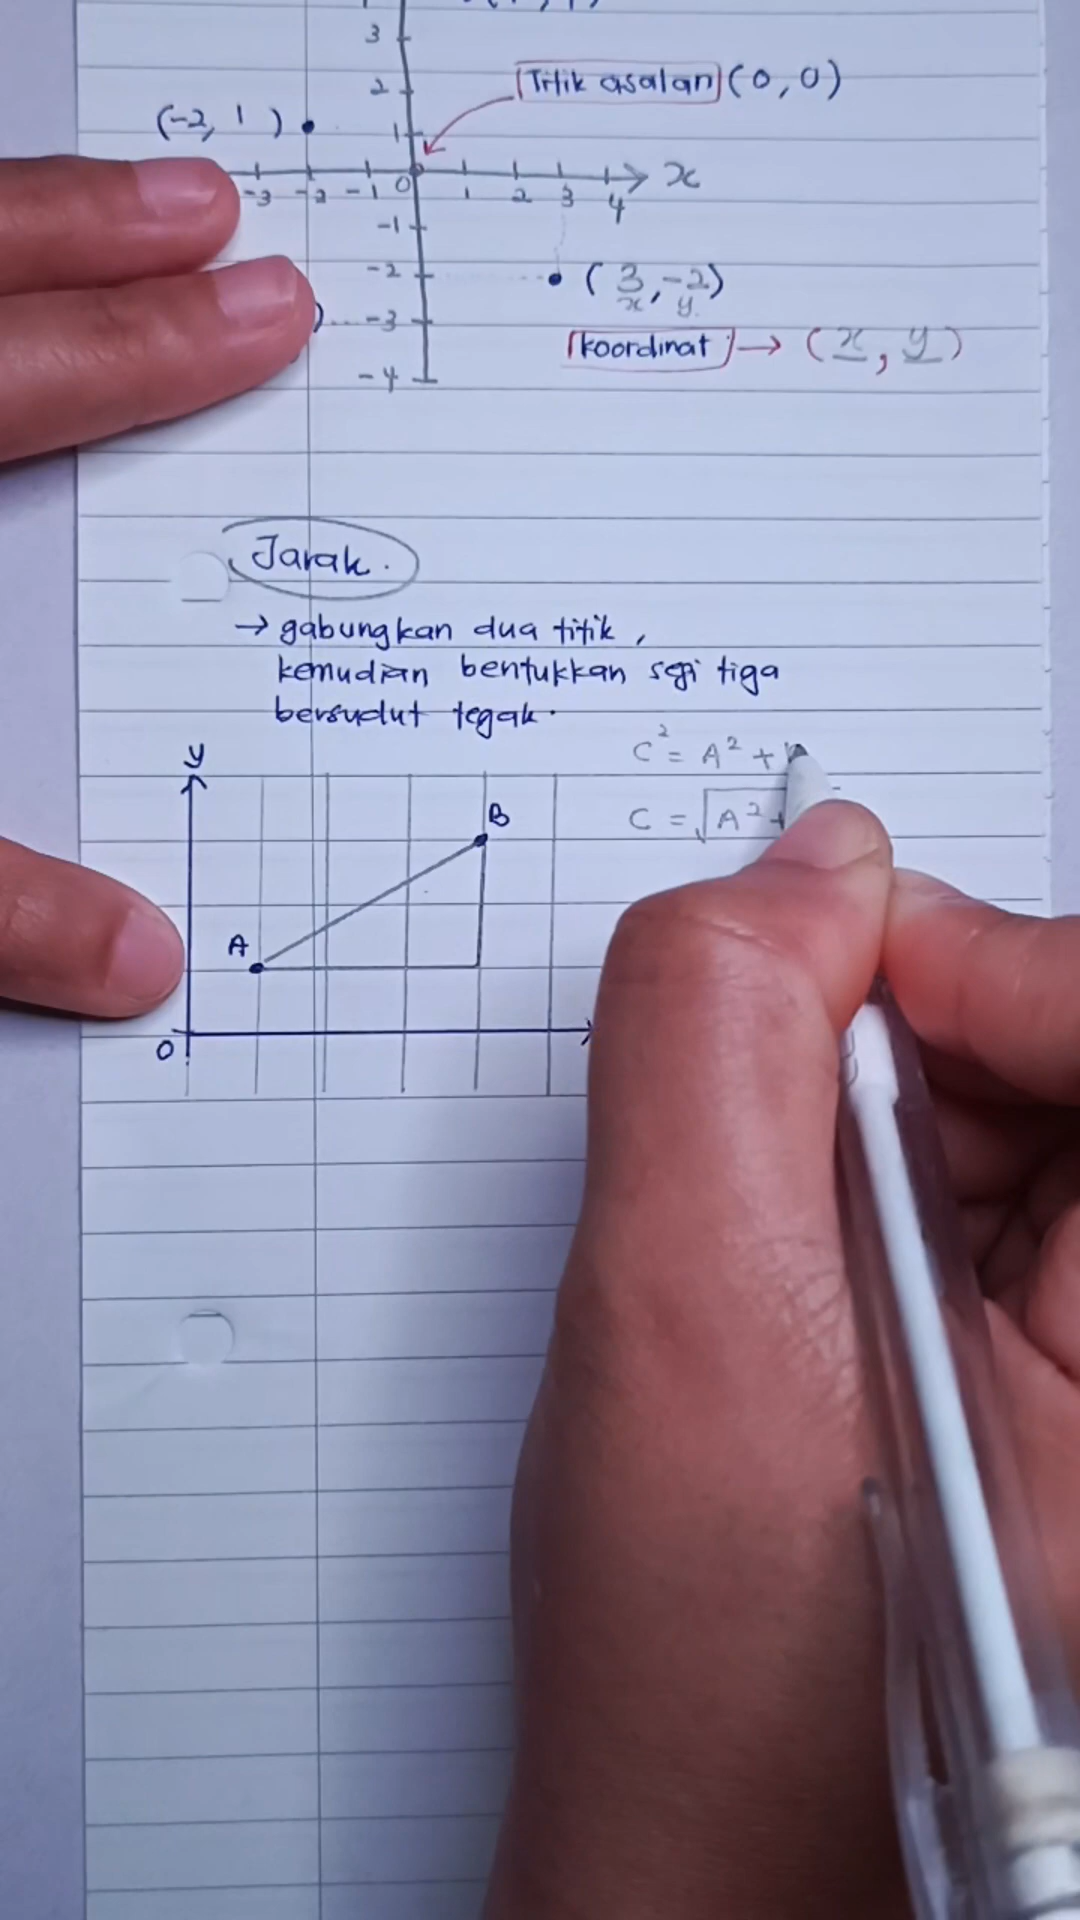 3
2
Titik asalan (0, 0)
(-2, 1)
1
-3 -2 -1 0 1 2 3 4 x
-1
-2
(3, -2)
x y
) -3
koordinat → (x, y)
-4
Jarak.
→ gabungkan dua titik,
kemudian bentukkan segi tiga
bersudut tegak.
C² = A² +
y
C = √A² +
B
A
0